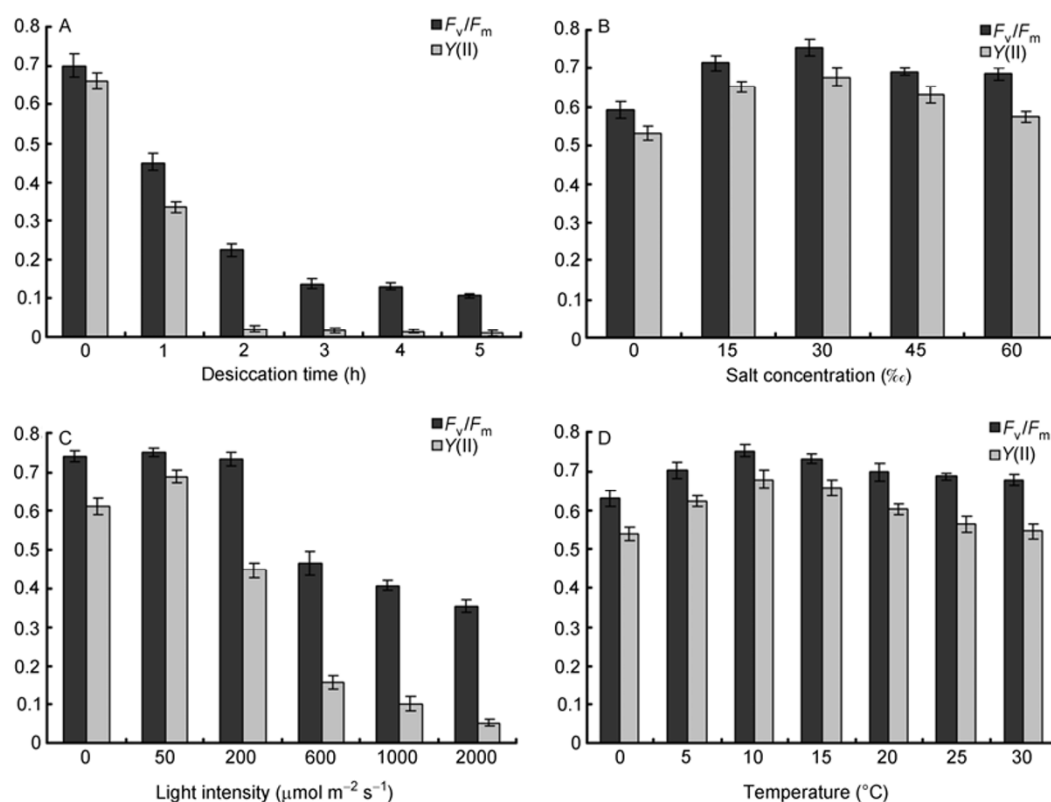 A
0.8
0.7
0.6
0.5
0.4
0.3
0.2
0.1
0
Fv/Fm
Y(II)
0 1 2 3 4 5
Desiccation time (h)
B
0.8
0.7
0.6
0.5
0.4
0.3
0.2
0.1
0
Fv/Fm
Y(II)
0 15 30 45 60
Salt concentration (‰)
C
0.8
0.7
0.6
0.5
0.4
0.3
0.2
0.1
0
Fv/Fm
Y(II)
0 50 200 600 1000 2000
Light intensity (μmol m⁻² s⁻¹)
D
0.8
0.7
0.6
0.5
0.4
0.3
0.2
0.1
0
Fv/Fm
Y(II)
0 5 10 15 20 25 30
Temperature (°C)